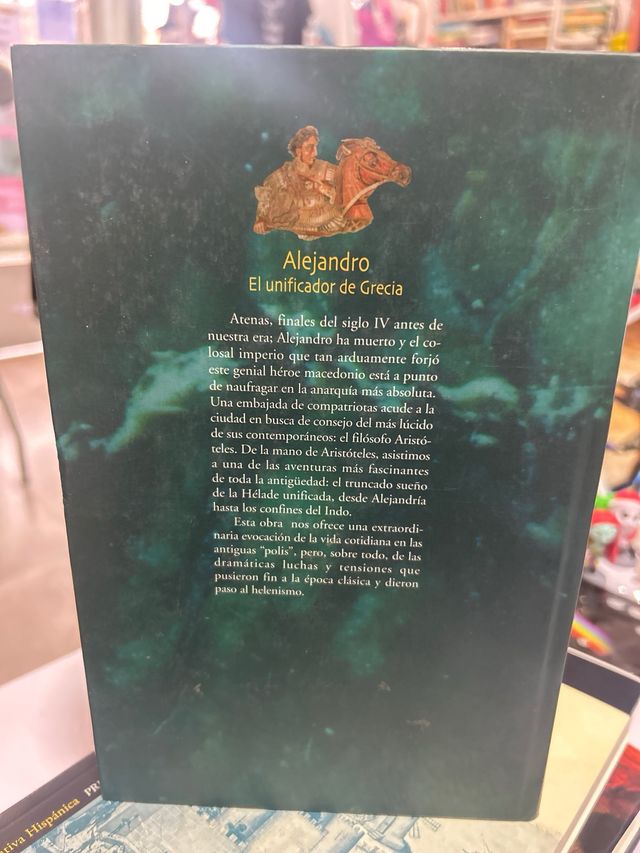 Alejandro
El unificador de Grecia
Atenas, finales del siglo IV antes de
nuestra era; Alejandro ha muerto y el co-
losal imperio que tan arduamente forjó
este genial héroe macedonio está a punto
de naufragar en la anarquía más absoluta.
Una embajada de compatriotas acude a la
ciudad en busca de consejo del más lúcido
de sus contemporáneos: el filósofo Aristó-
teles. De la mano de Aristóteles, asistimos
a una de las aventuras más fascinantes
de toda la antigüedad: el truncado sueño
de la Hélade unificada, desde Alejandría
hasta los confines del Indo.
Esta obra nos ofrece una extraordi-
naria evocación de la vida cotidiana en las
antiguas “polis”, pero, sobre todo, de las
dramáticas luchas y tensiones que
pusieron fin a la época clásica y dieron
paso al helenismo.
Hispánica